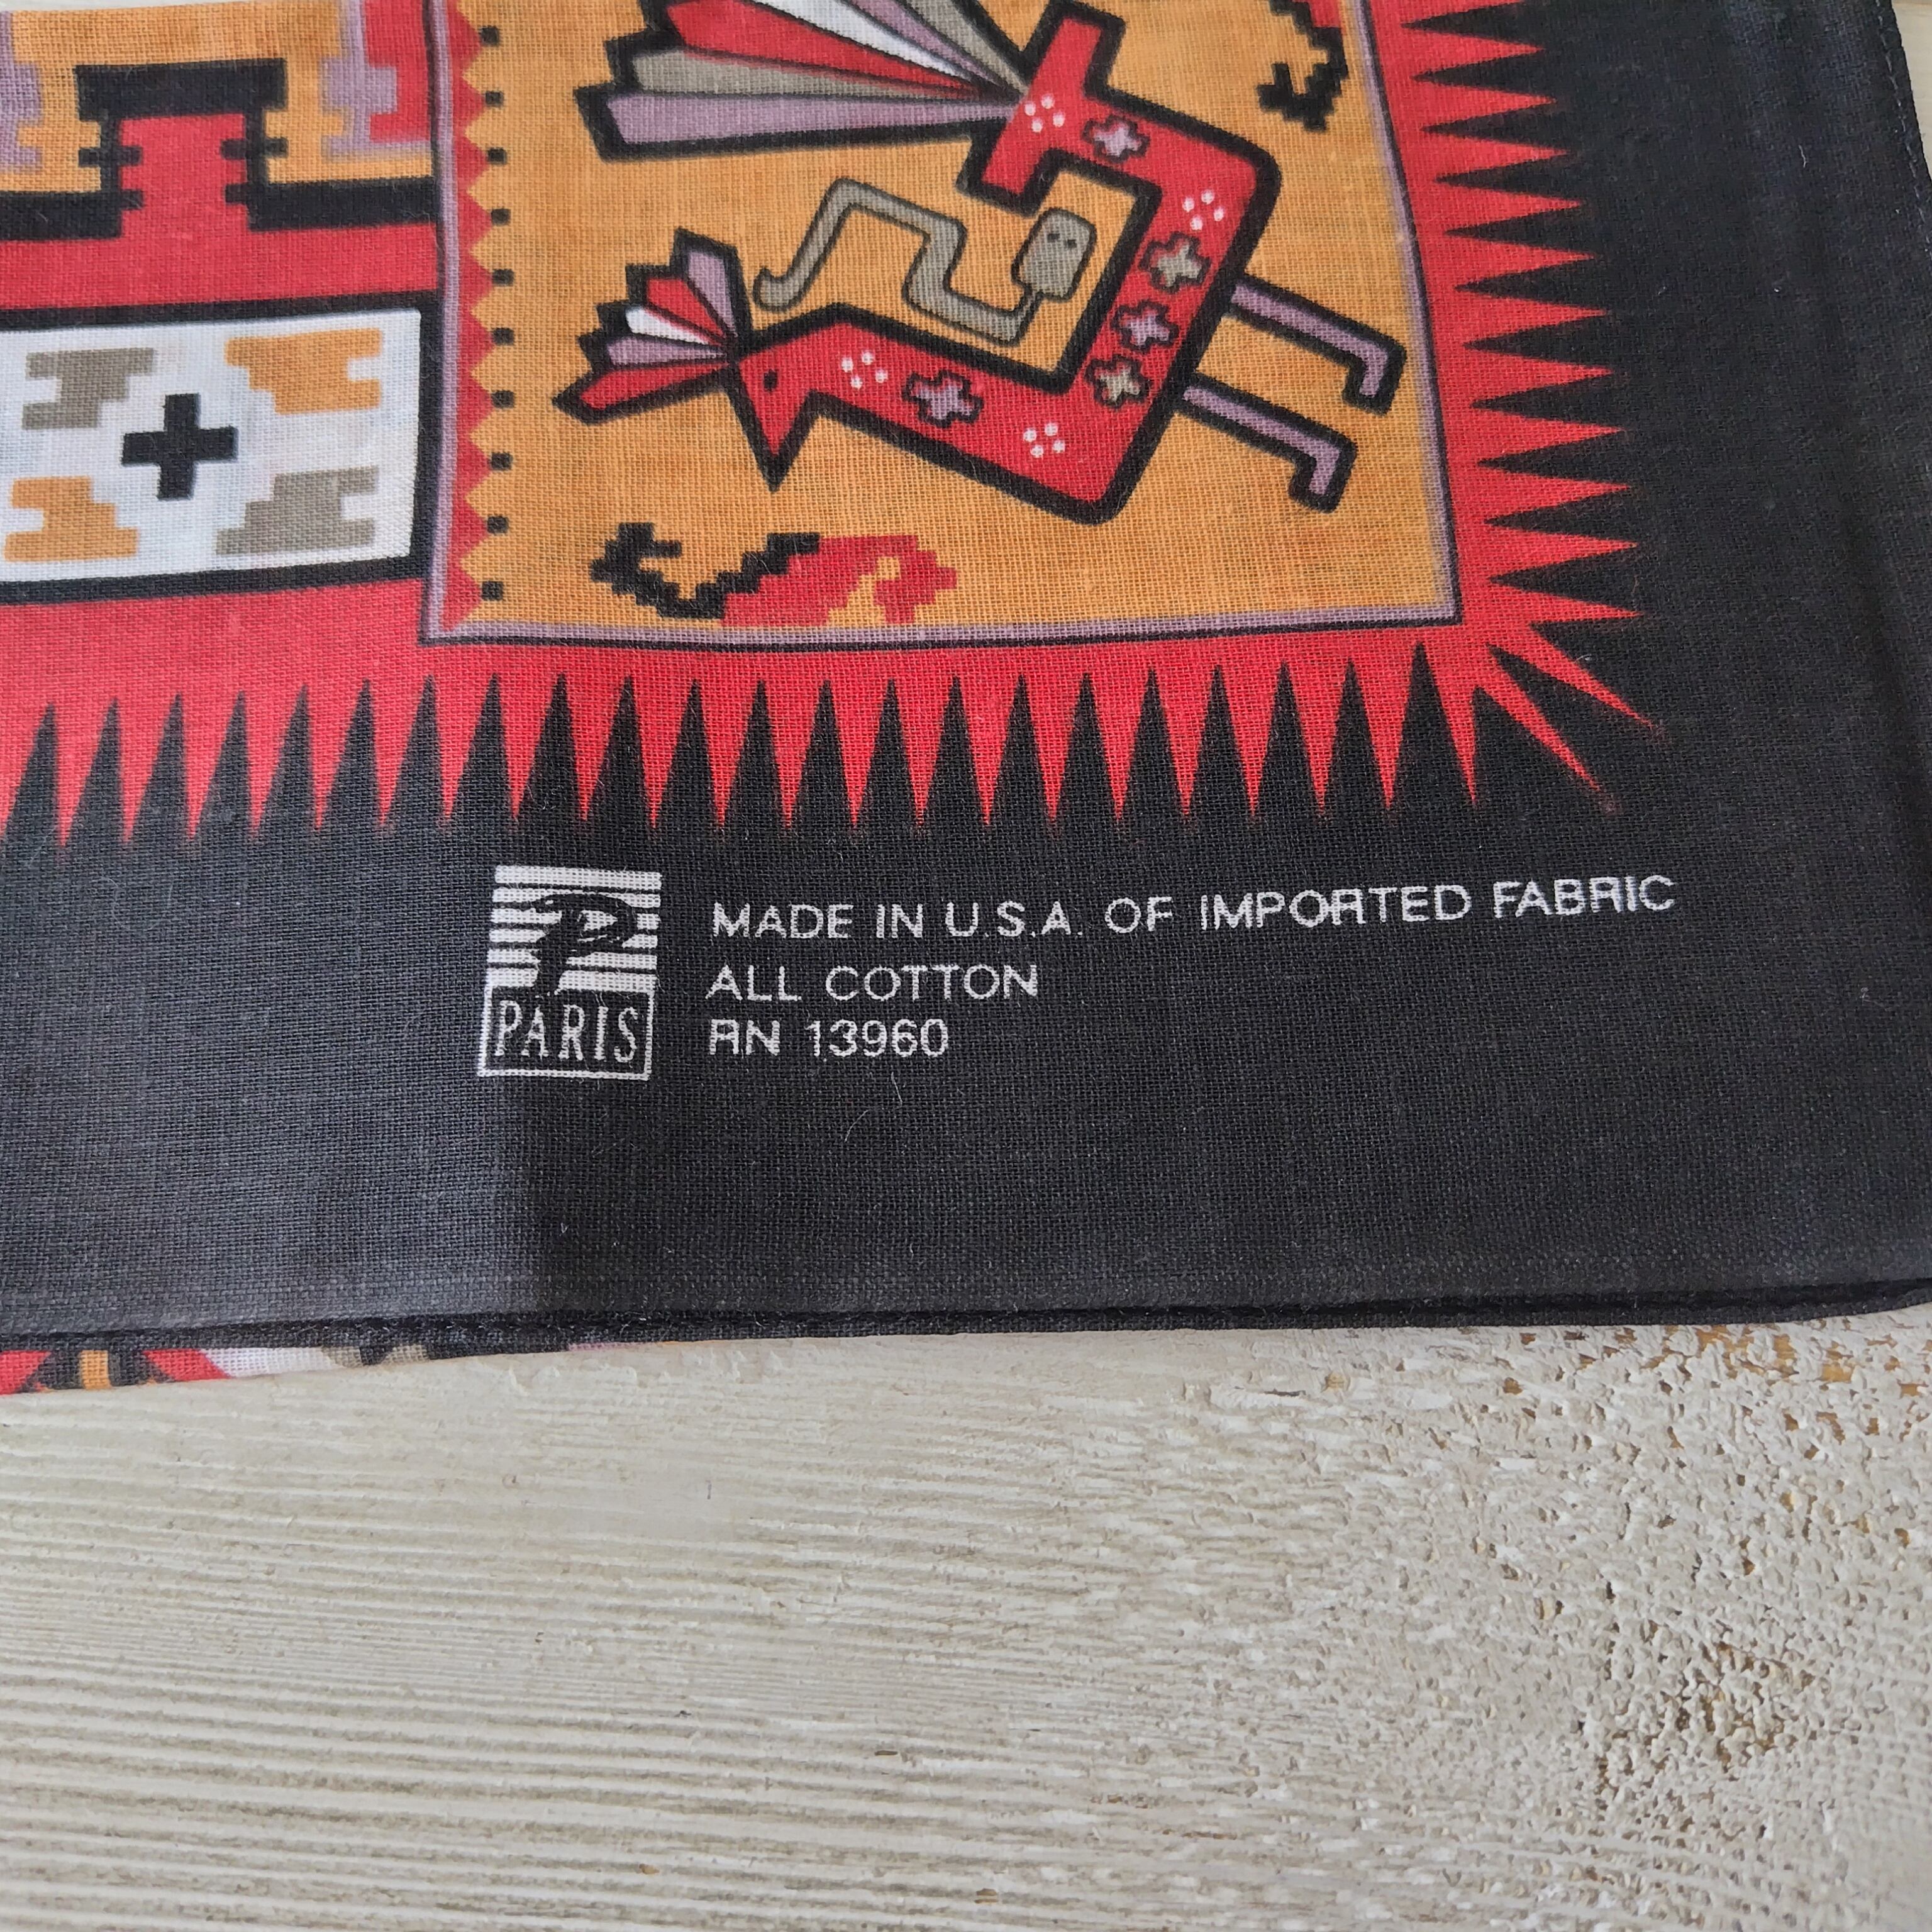 P
PARIS
MADE IN U.S.A. OF IMPORTED FABRIC
ALL COTTON
RN 13960